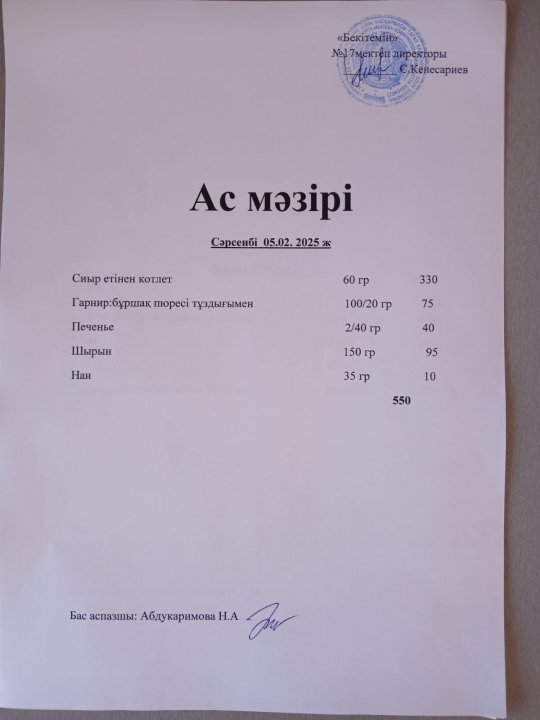 «Бекітемін»
№17мектеп директоры
С.Кенесариев
Ас мәзірі
Сәрсенбі 05.02. 2025 ж
Сиыр етінен котлет 60 гр 330
Гарнир:бұршақ пюресі тұздығымен 100/20 гр 75
Печенье 2/40 гр 40
Шырын 150 гр 95
Нан 35 гр 10
550
Бас аспазшы: Абдукаримова Н.А